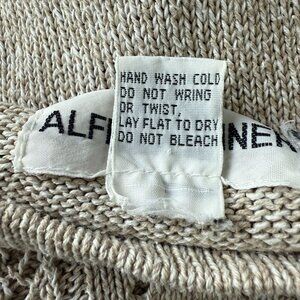 HAND WASH COLD
DO NOT WRING
OR TWIST,
LAY FLAT TO DRY
DO NOT BLEACH